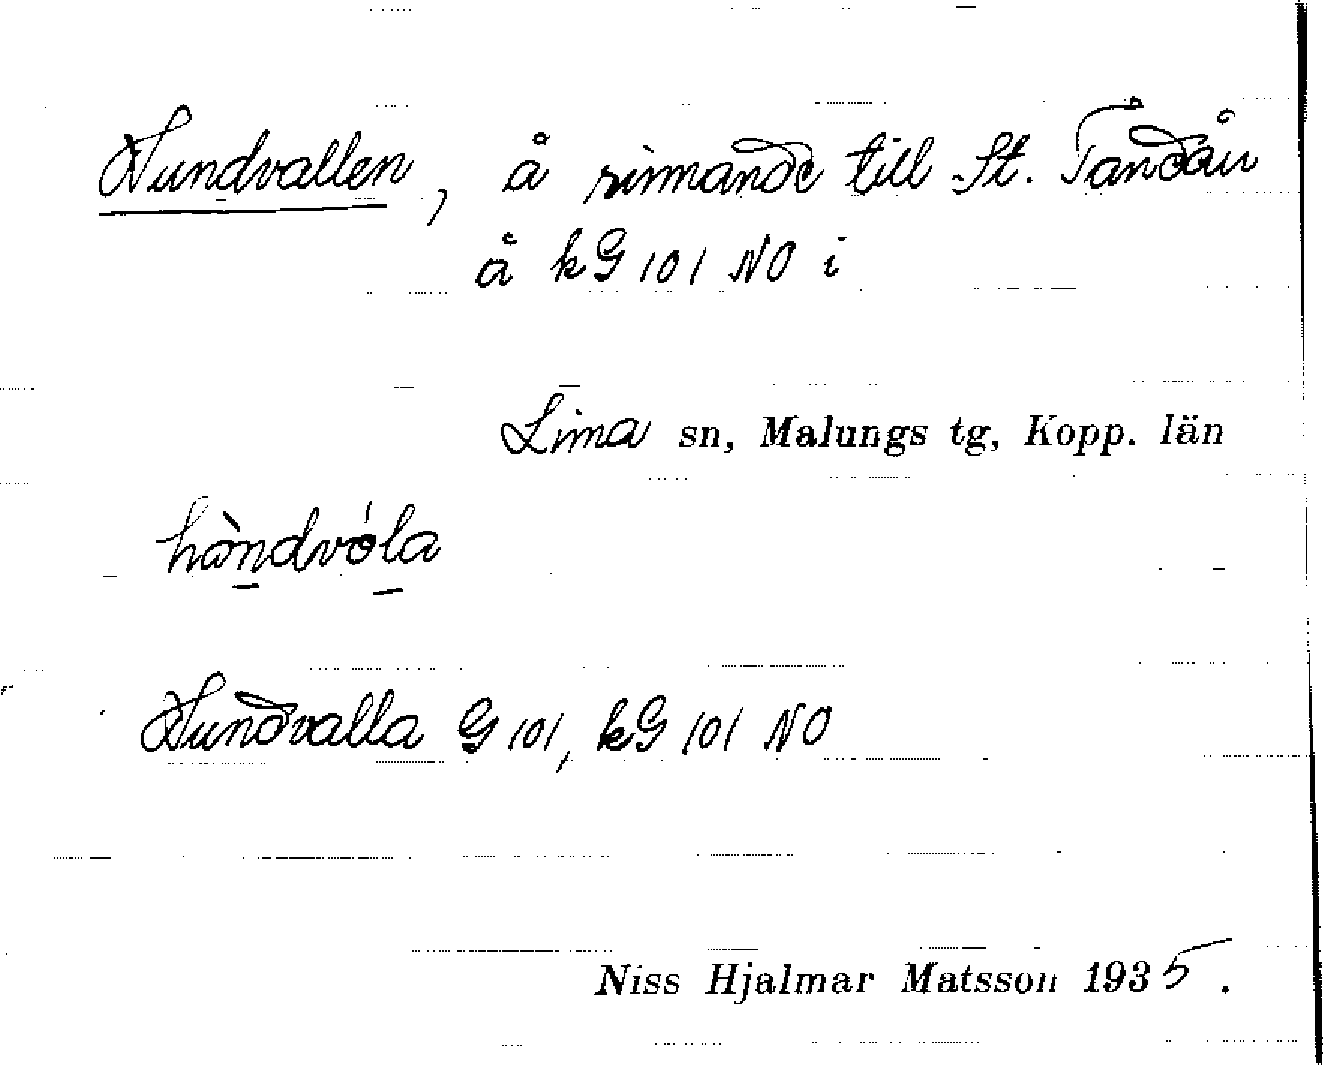 Hundvallen, å rinnande till St. Tandån
å kG 101 NO i
Lima sn, Malungs tg, Kopp. län
hòndvóla
Hundvalla G 101, kG 101 NO
Niss Hjalmar Matsson 1935.